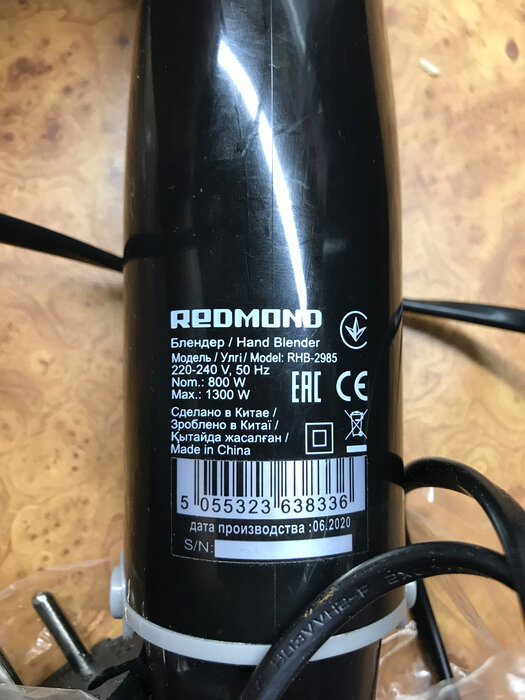 REDMOND
Блендер / Hand Blender
Модель / Улгі / Model: RHB-2985
220-240 V, 50 Hz
Nom.: 800 W
Max.: 1300 W
EAC CE
Сделано в Китае /
Зроблено в Китаї /
Қытайда жасалған /
Made in China
5 055323 638336
дата производства :06.2020
S/N: